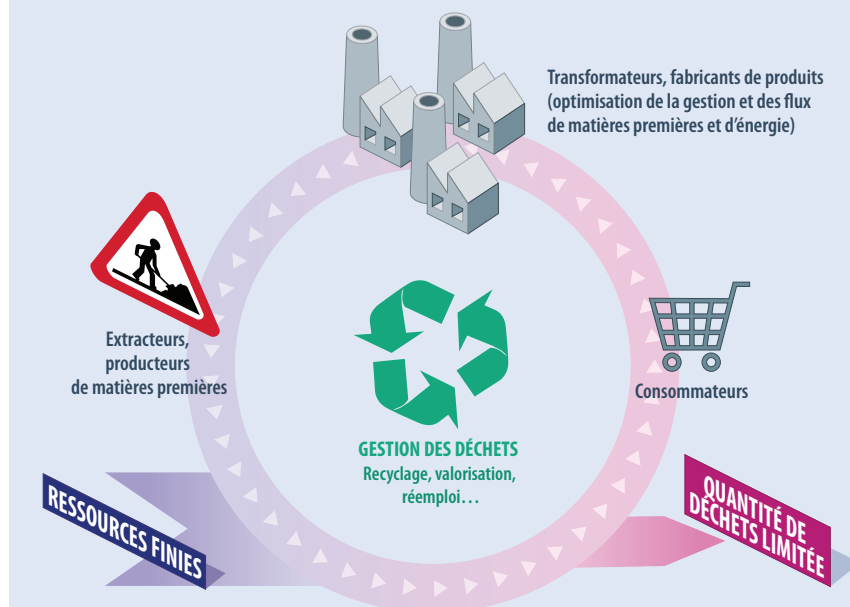 Transformateurs, fabricants de produits
(optimisation de la gestion et des flux
de matières premières et d'énergie)
Extracteurs,
producteurs
de matières premières
Consommateurs
GESTION DES DÉCHETS
Recyclage, valorisation,
réemploi…
RESSOURCES FINIES
QUANTITÉ DE
DÉCHETS LIMITÉE